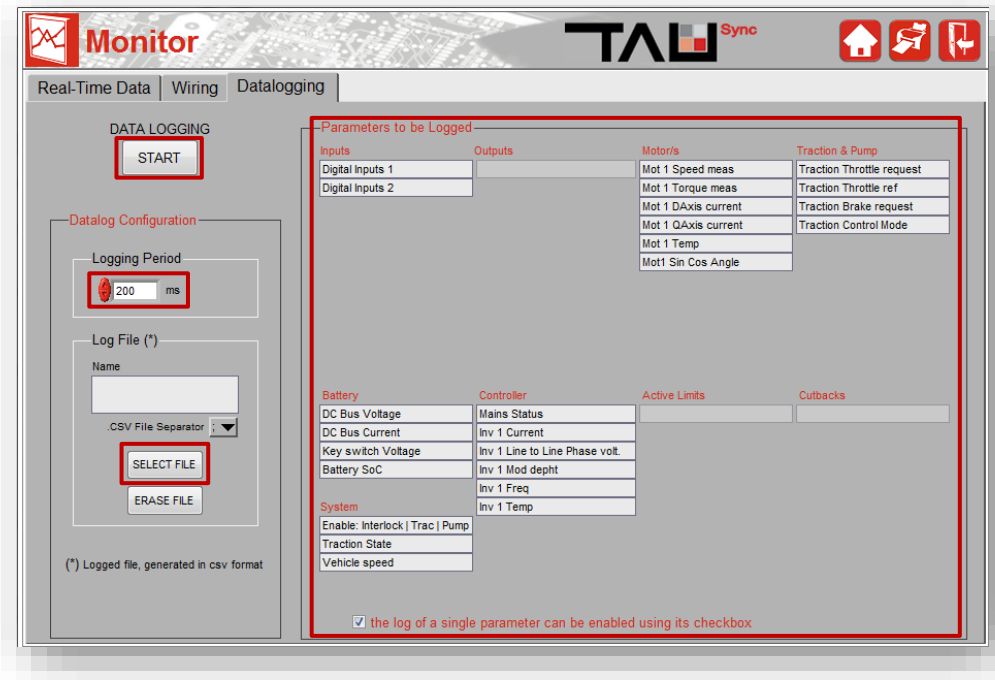 Monitor
TAU Sync
Real-Time Data
Wiring
Datalogging
DATA LOGGING
START
Datalog Configuration
Logging Period
200 ms
Log File (*)
Name
.CSV File Separator ;
SELECT FILE
ERASE FILE
(*) Logged file, generated in csv format
Parameters to be Logged
Inputs
Digital Inputs 1
Digital Inputs 2
Outputs
Motor/s
Mot 1 Speed meas
Mot 1 Torque meas
Mot 1 DAxis current
Mot 1 QAxis current
Mot 1 Temp
Mot1 Sin Cos Angle
Traction & Pump
Traction Throttle request
Traction Throttle ref
Traction Brake request
Traction Control Mode
Battery
DC Bus Voltage
DC Bus Current
Key switch Voltage
Battery SoC
System
Enable: Interlock | Trac | Pump
Traction State
Vehicle speed
Controller
Mains Status
Inv 1 Current
Inv 1 Line to Line Phase volt.
Inv 1 Mod depht
Inv 1 Freq
Inv 1 Temp
Active Limits
Cutbacks
the log of a single parameter can be enabled using its checkbox